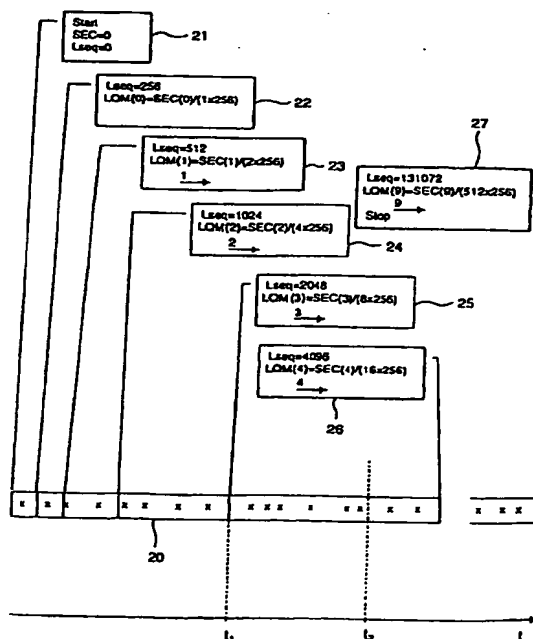 Start
SEC=0
Lseq=0
21
Lseq=256
LOM(0)=SEC(0)/(1x256)
22
Lseq=512
LOM(1)=SEC(1)/(2x256)
1
23
27
Lseq=131072
LOM(9)=SEC(9)/(512x256)
9
Stop
Lseq=1024
LOM(2)=SEC(2)/(4x256)
2
24
Lseq=2048
LOM(3)=SEC(3)/(8x256)
3
25
Lseq=4096
LOM(4)=SEC(4)/(16x256)
4
26
x x x x x x x x x x x x x x x x x x x
20
t₁ t₂ t